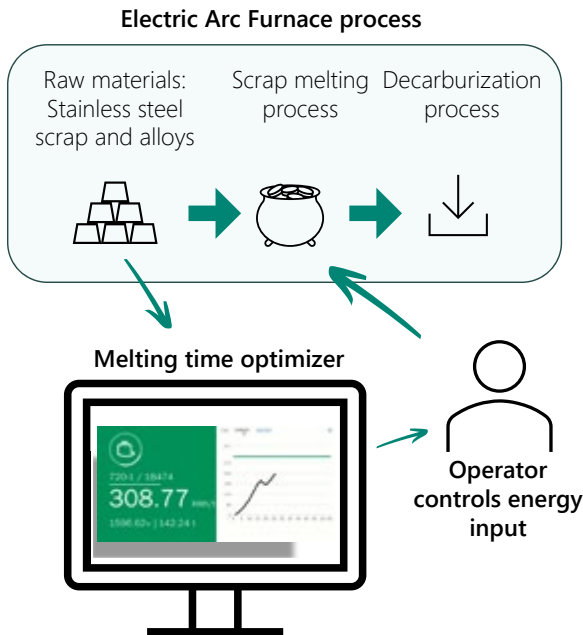 Electric Arc Furnace process
Raw materials:
Stainless steel
scrap and alloys
Scrap melting
process
Decarburization
process
Melting time optimizer
308.77
Operator
controls energy
input